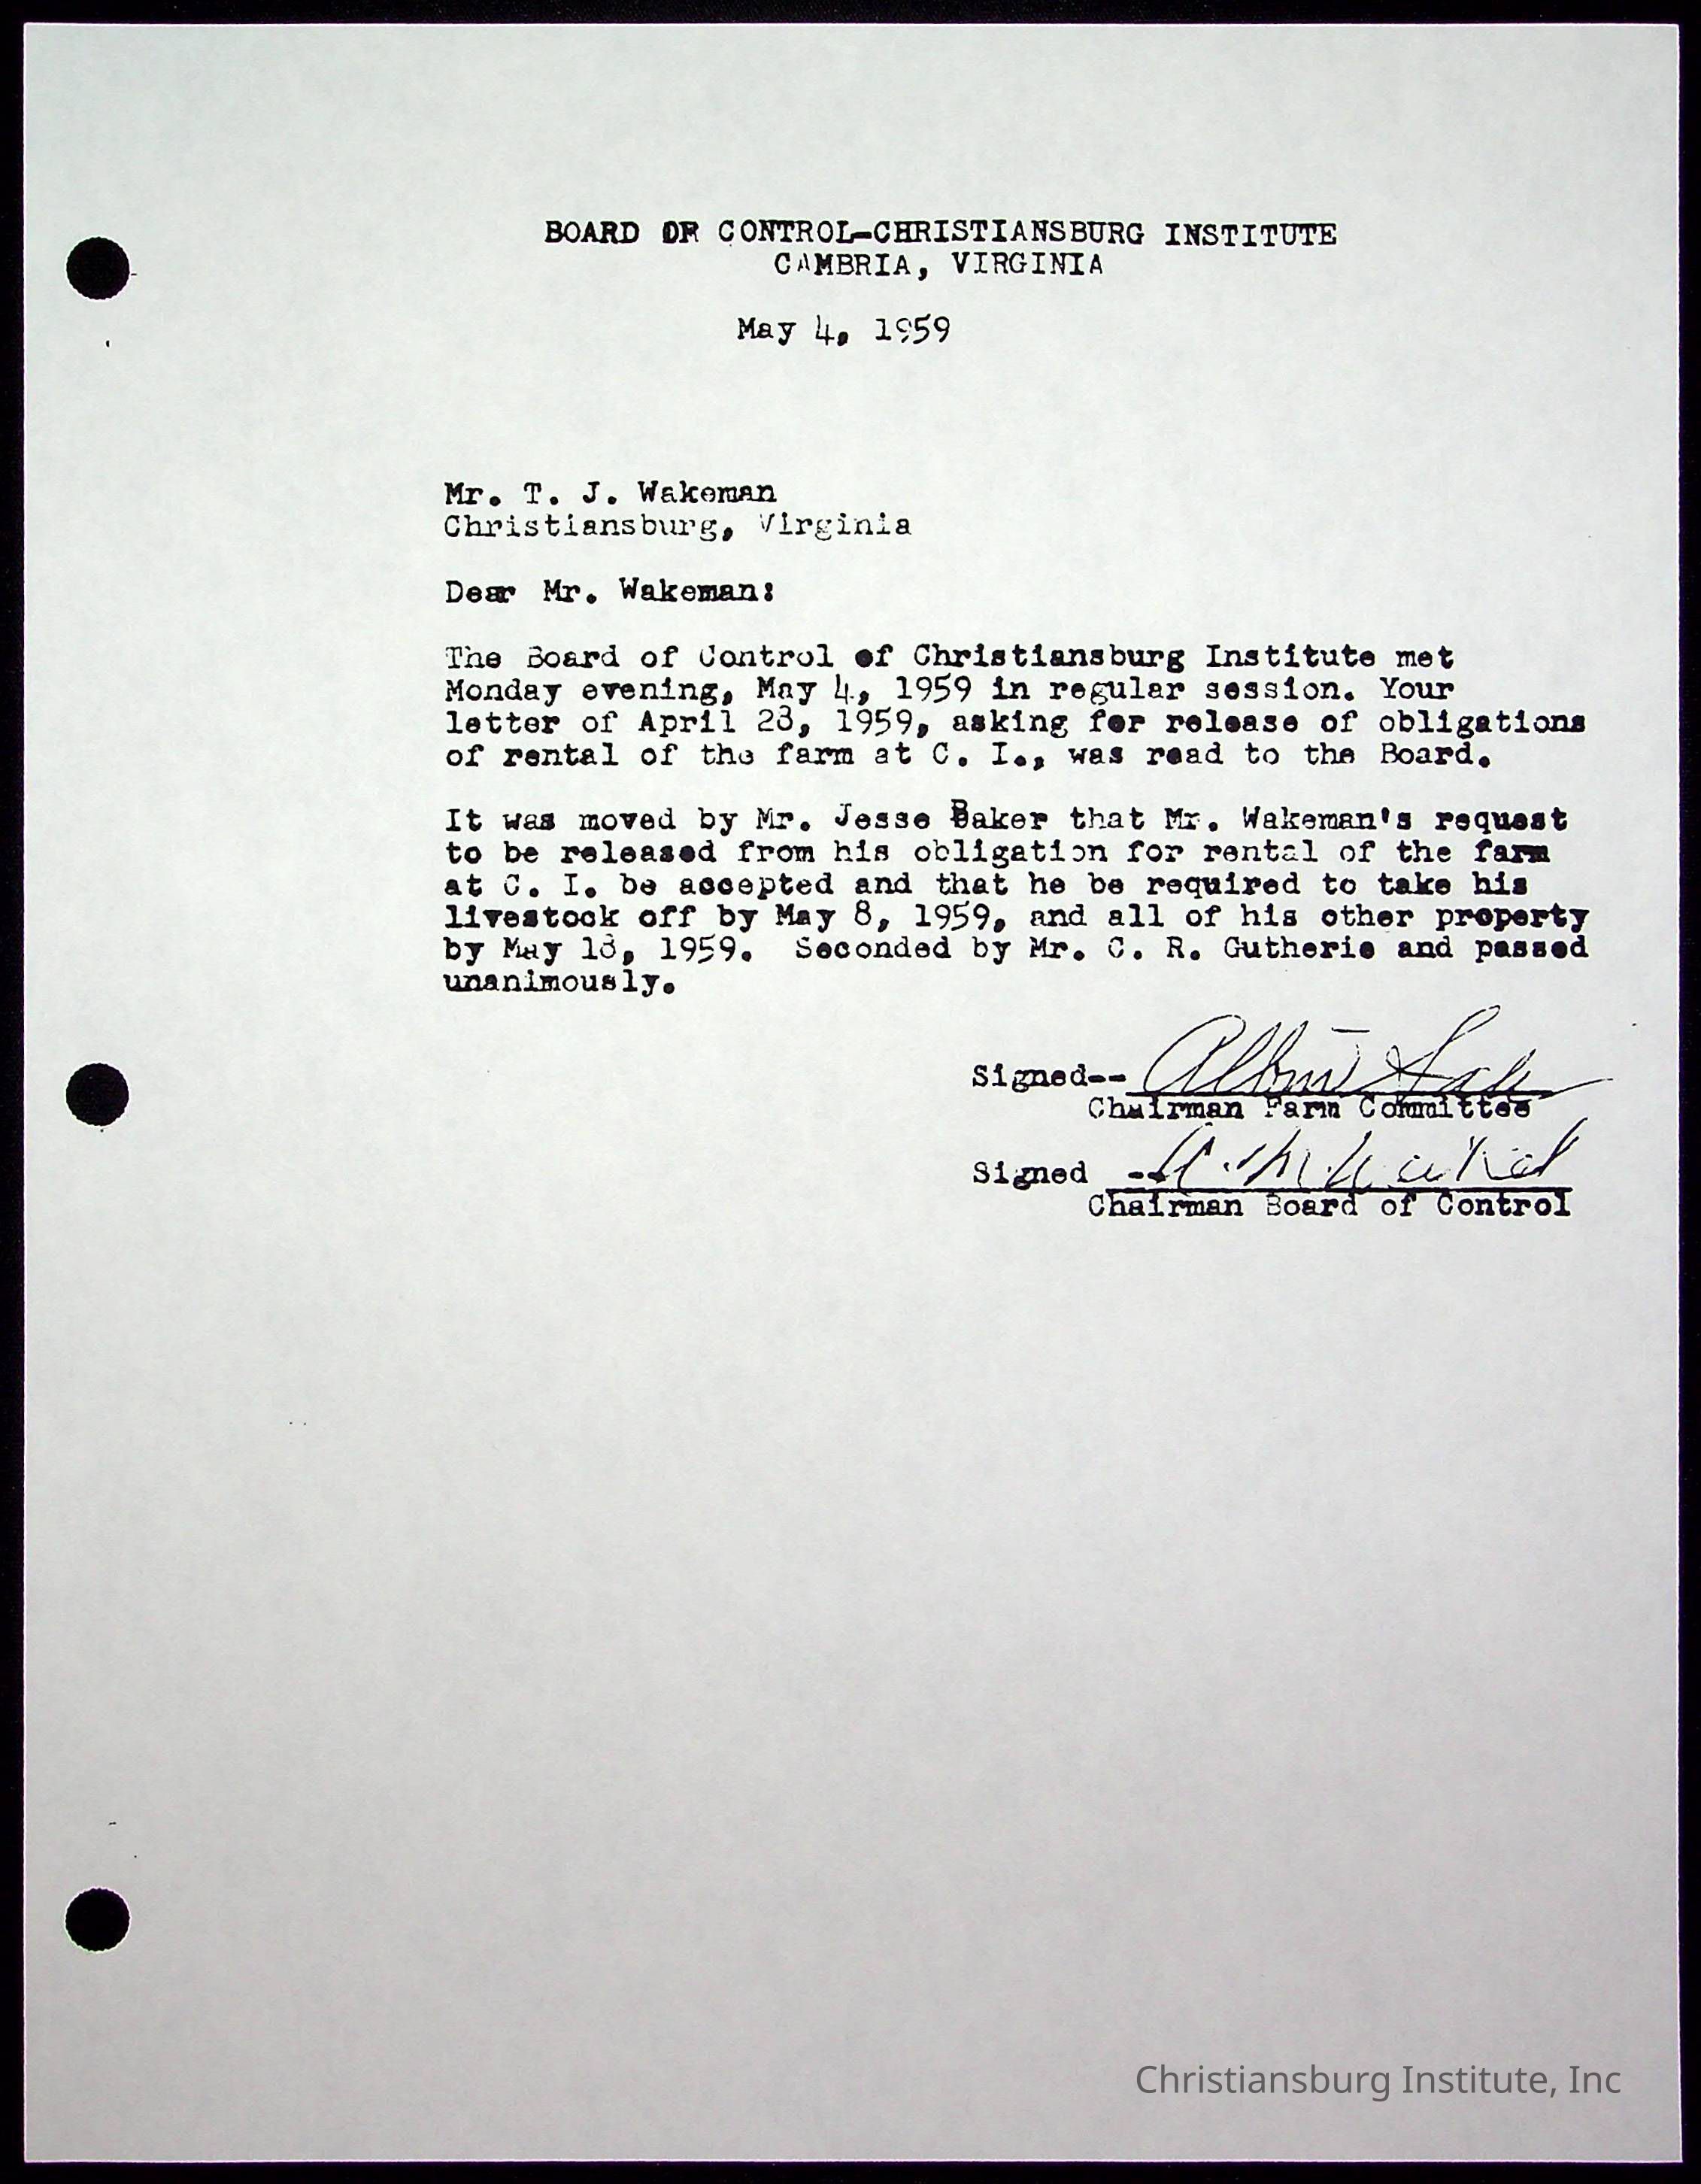 BOARD OF CONTROL-CHRISTIANSBURG INSTITUTE
CAMBRIA, VIRGINIA
May 4, 1959
Mr. T. J. Wakeman
Christiansburg, Virginia
Dear Mr. Wakeman:
The Board of Control of Christiansburg Institute met
Monday evening, May 4, 1959 in regular session. Your
letter of April 28, 1959, asking for release of obligations
of rental of the farm at C. I., was read to the Board.
It was moved by Mr. Jesse Baker that Mr. Wakeman's request
to be released from his obligation for rental of the farm
at C. I. be accepted and that he be required to take his
livestock off by May 8, 1959, and all of his other property
by May 18, 1959. Seconded by Mr. C. R. Gutherie and passed
unanimously.
Signed--
Chairman Farm Committee
Signed --
Chairman Board of Control
Christiansburg Institute, Inc